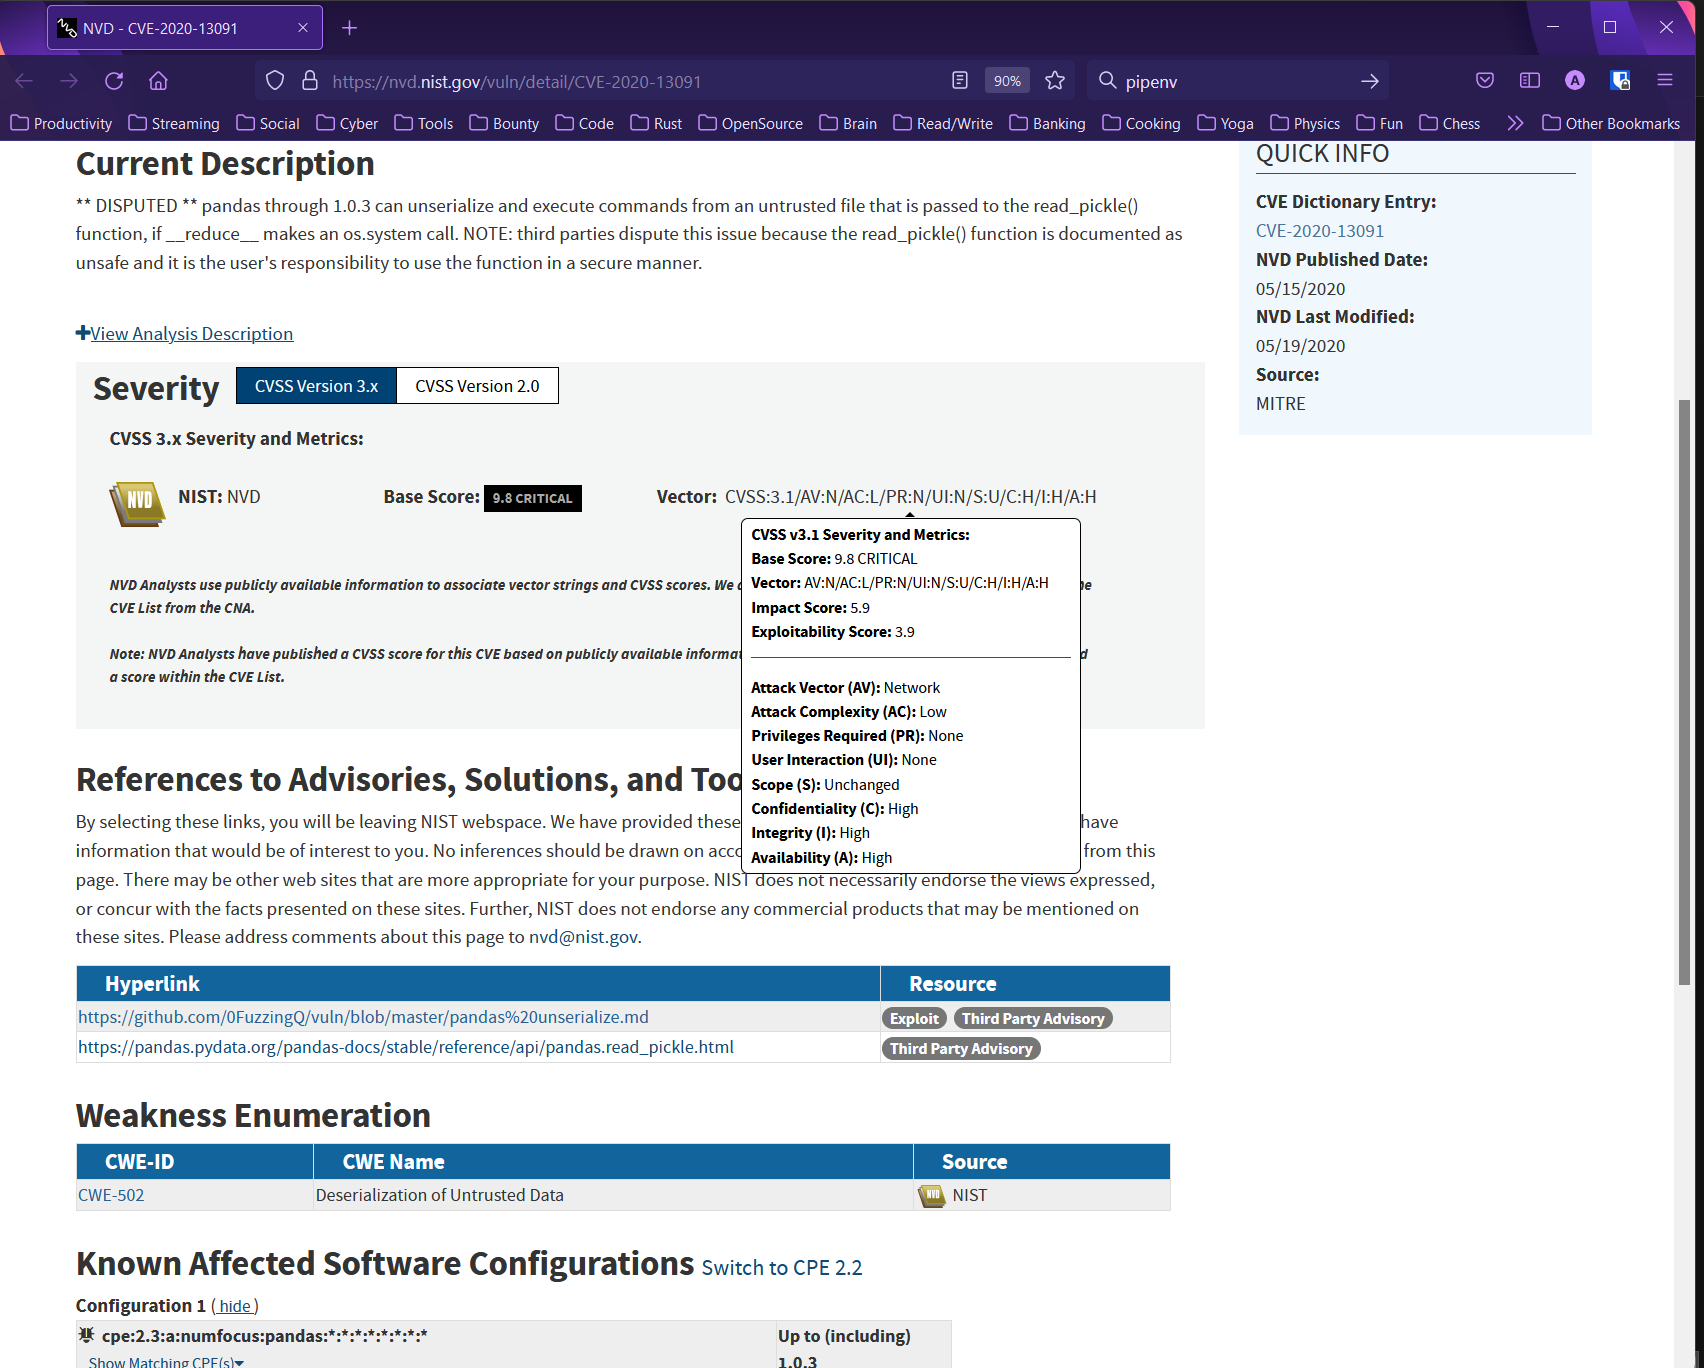 NVD - CVE-2020-13091
https://nvd.nist.gov/vuln/detail/CVE-2020-13091
90%
pipenv
A
Productivity
Streaming
Social
Cyber
Tools
Bounty
Code
Rust
OpenSource
Brain
Read/Write
Banking
Cooking
Yoga
Physics
Fun
Chess
Other Bookmarks
Current Description
** DISPUTED ** pandas through 1.0.3 can unserialize and execute commands from an untrusted file that is passed to the read_pickle()
function, if __reduce__ makes an os.system call. NOTE: third parties dispute this issue because the read_pickle() function is documented as
unsafe and it is the user's responsibility to use the function in a secure manner.
View Analysis Description
QUICK INFO
CVE Dictionary Entry:
CVE-2020-13091
NVD Published Date:
05/15/2020
NVD Last Modified:
05/19/2020
Source:
MITRE
Severity
CVSS Version 3.x
CVSS Version 2.0
CVSS 3.x Severity and Metrics:
NVD
NIST: NVD
Base Score: 9.8 CRITICAL
Vector: CVSS:3.1/AV:N/AC:L/PR:N/UI:N/S:U/C:H/I:H/A:H
CVSS v3.1 Severity and Metrics:
Base Score: 9.8 CRITICAL
Vector: AV:N/AC:L/PR:N/UI:N/S:U/C:H/I:H/A:H
Impact Score: 5.9
Exploitability Score: 3.9
Attack Vector (AV): Network
Attack Complexity (AC): Low
Privileges Required (PR): None
User Interaction (UI): None
Scope (S): Unchanged
Confidentiality (C): High
Integrity (I): High
Availability (A): High
NVD Analysts use publicly available information to associate vector strings and CVSS scores. We
CVE List from the CNA.
Note: NVD Analysts have published a CVSS score for this CVE based on publicly available
a score within the CVE List.
References to Advisories, Solutions, and
By selecting these links, you will be leaving NIST webspace. We have provided these have
information that would be of interest to you. No inferences should be drawn on from this
page. There may be other web sites that are more appropriate for your purpose. NIST does not necessarily endorse the views expressed,
or concur with the facts presented on these sites. Further, NIST does not endorse any commercial products that may be mentioned on
these sites. Please address comments about this page to nvd@nist.gov.
Hyperlink Resource
https://github.com/0FuzzingQ/vuln/blob/master/pandas%20unserialize.md Exploit Third Party Advisory
https://pandas.pydata.org/pandas-docs/stable/reference/api/pandas.read_pickle.html Third Party Advisory
Weakness Enumeration
CWE-ID CWE Name Source
CWE-502 Deserialization of Untrusted Data NVD NIST
Known Affected Software Configurations Switch to CPE 2.2
Configuration 1 ( hide )
cpe:2.3:a:numfocus:pandas:*:*:*:*:*:*:*:* Up to (including)
Show Matching CPE(s) 1.0.3